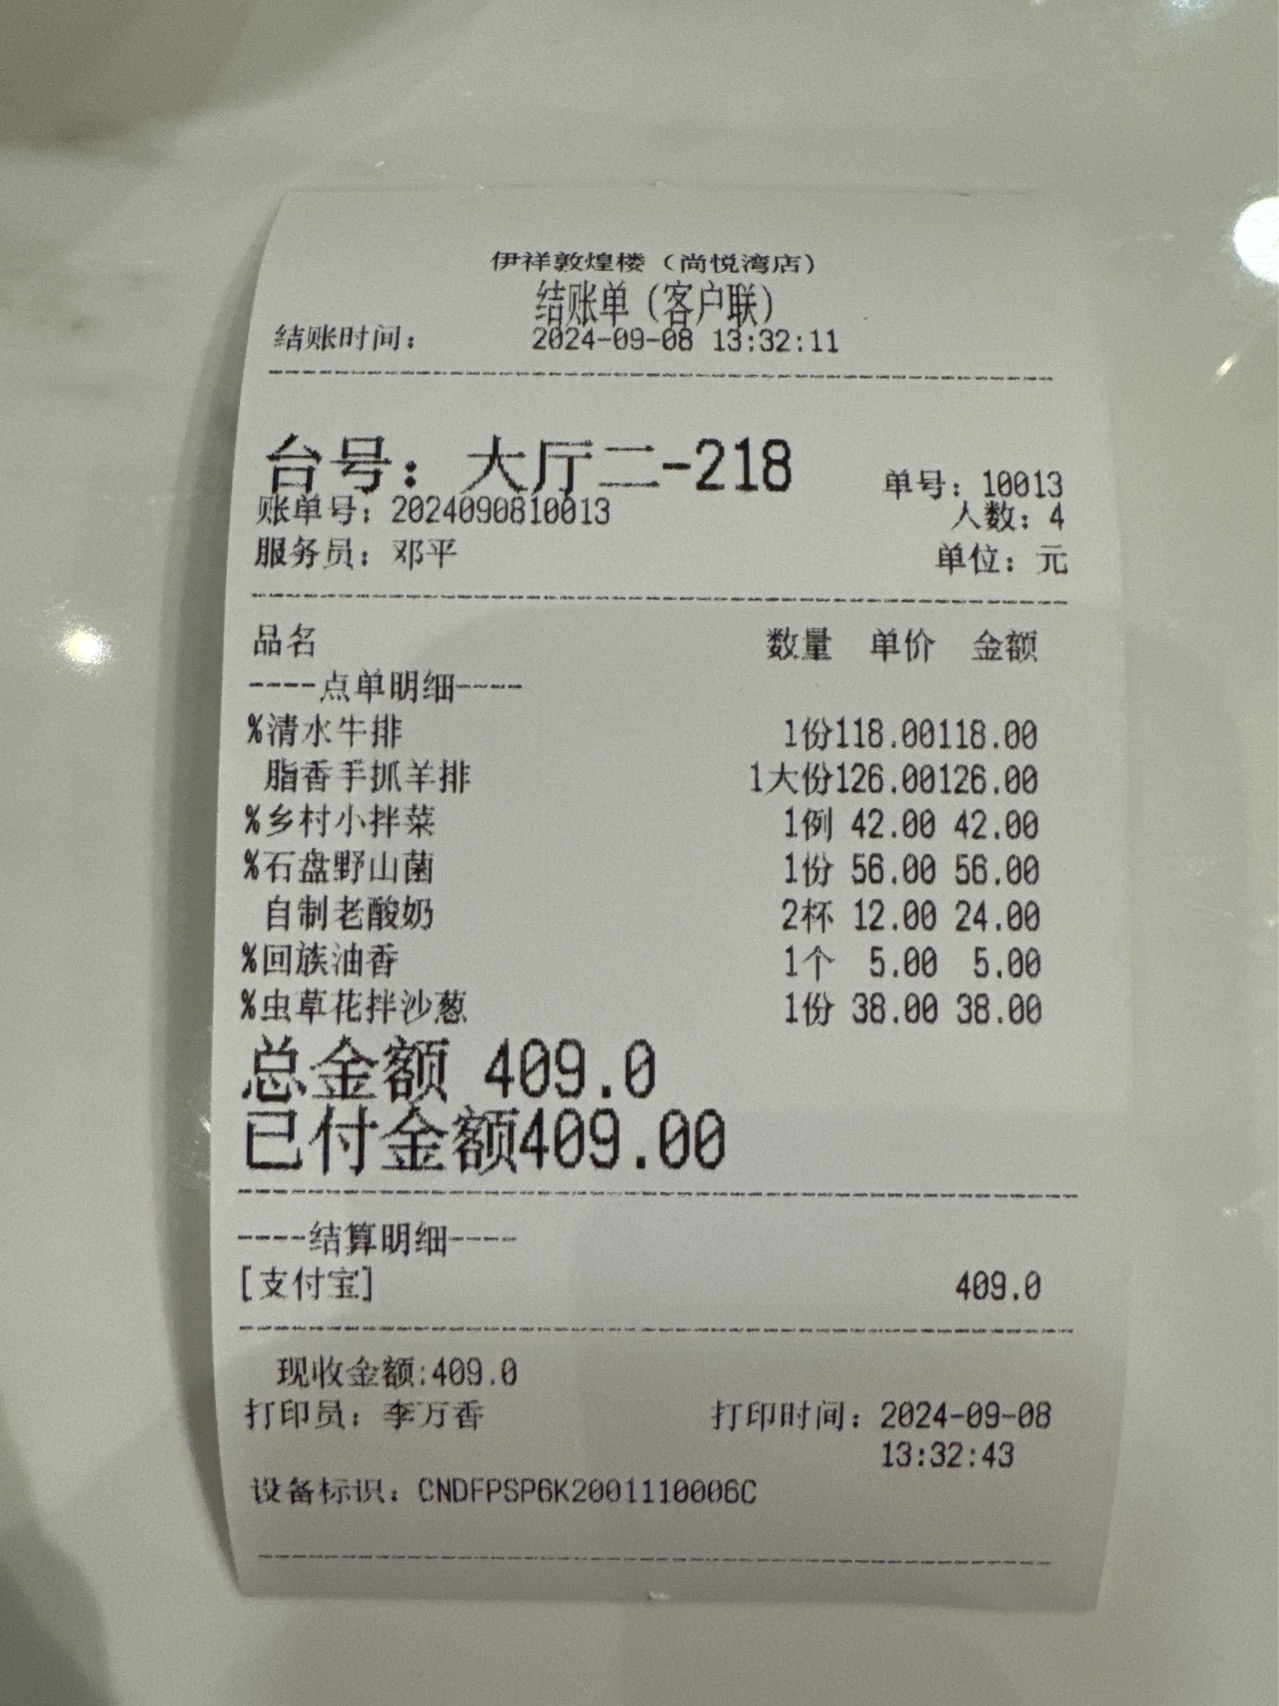 伊祥敦煌楼（尚悦湾店）
结账单（客户联）
结账时间： 2024-09-08 13:32:11
台号：大厅二-218 单号：10013
账单号：2024090810013 人数：4
服务员：邓平 单位：元
品名 数量 单价 金额
----点单明细----
%清水牛排 1份118.00118.00
脂香手抓羊排 1大份126.00126.00
%乡村小拌菜 1例 42.00 42.00
%石盘野山菌 1份 56.00 56.00
自制老酸奶 2杯 12.00 24.00
%回族油香 1个 5.00 5.00
%虫草花拌沙葱 1份 38.00 38.00
总金额 409.0
已付金额409.00
----结算明细----
[支付宝] 409.0
现收金额:409.0
打印员：李万香 打印时间：2024-09-08
13:32:43
设备标识：CNDFPSP6K2001110006C